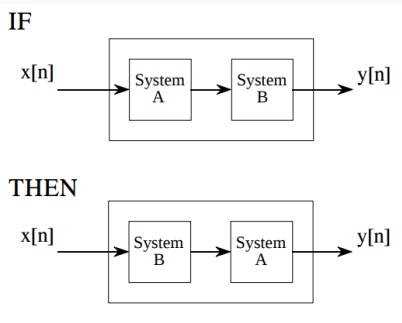 IF
x[n]
System
A
System
B
y[n]
THEN
x[n]
System
B
System
A
y[n]